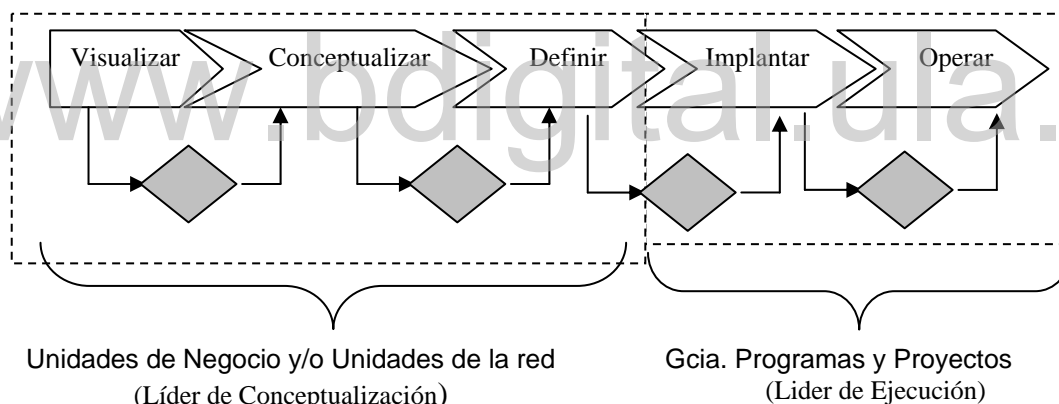 Visualizar Conceptualizar Definir Implantar Operar
www.bdigital.ula.
Unidades de Negocio y/o Unidades de la red
(Líder de Conceptualización)
Gcia. Programas y Proyectos
(Lider de Ejecución)